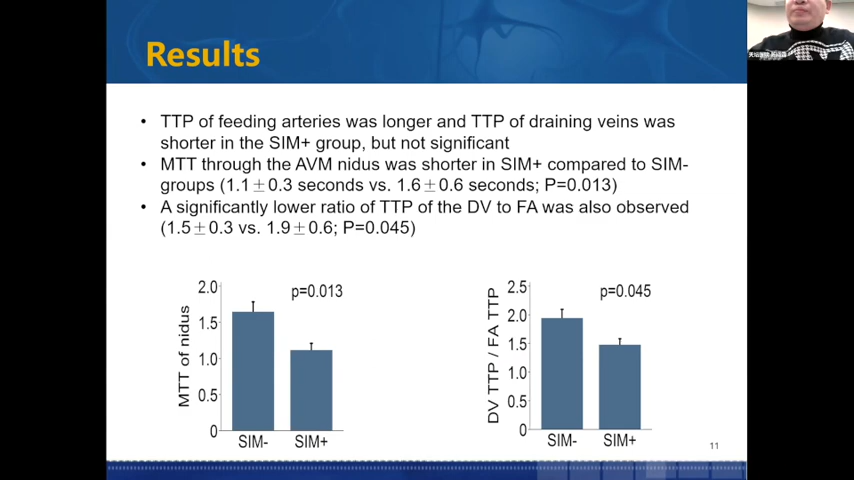 Results
• TTP of feeding arteries was longer and TTP of draining veins was
shorter in the SIM+ group, but not significant
• MTT through the AVM nidus was shorter in SIM+ compared to SIM-
groups (1.1±0.3 seconds vs. 1.6±0.6 seconds; P=0.013)
• A significantly lower ratio of TTP of the DV to FA was also observed
(1.5±0.3 vs. 1.9±0.6; P=0.045)
MTT of nidus
2.0
1.5
1.0
0.5
0
p=0.013
SIM-
SIM+
DV TTP / FA TTP
2.5
2.0
1.5
1.0
0.5
0
p=0.045
SIM-
SIM+
11